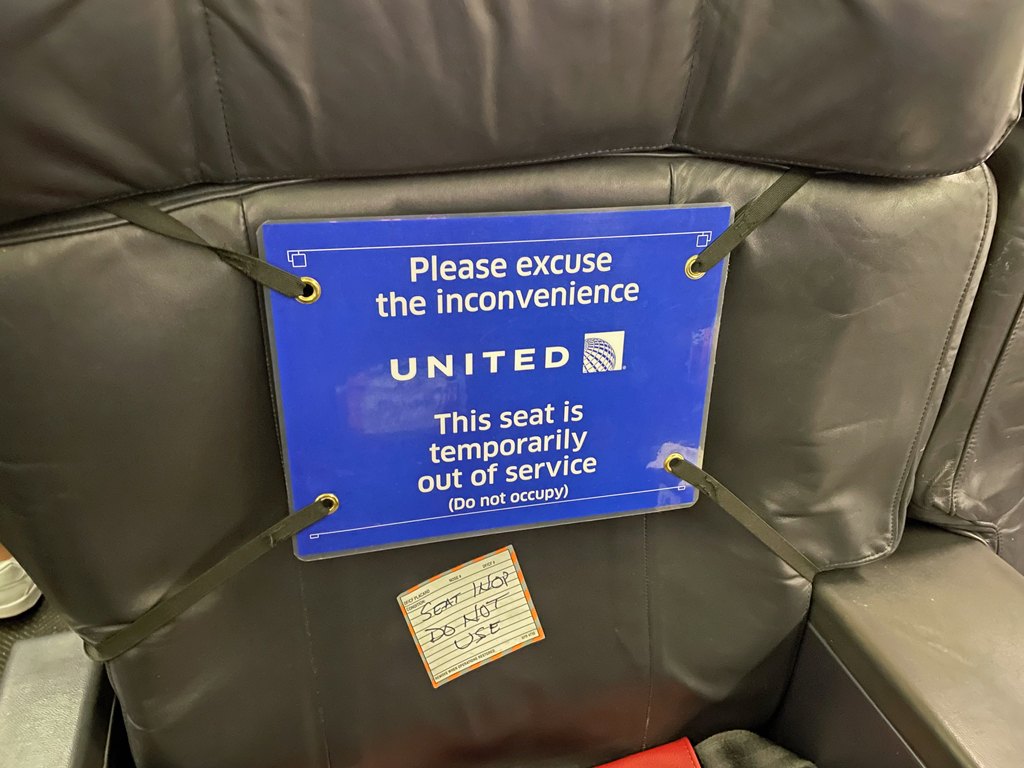 Please excuse
the inconvenience
UNITED
This seat is
temporarily
out of service
(Do not occupy)
SEAT INOP
DO NOT
USE